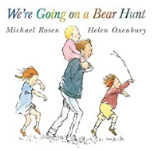 We're Going on a Bear Hunt
Michael Rosen Helen Oxenbury